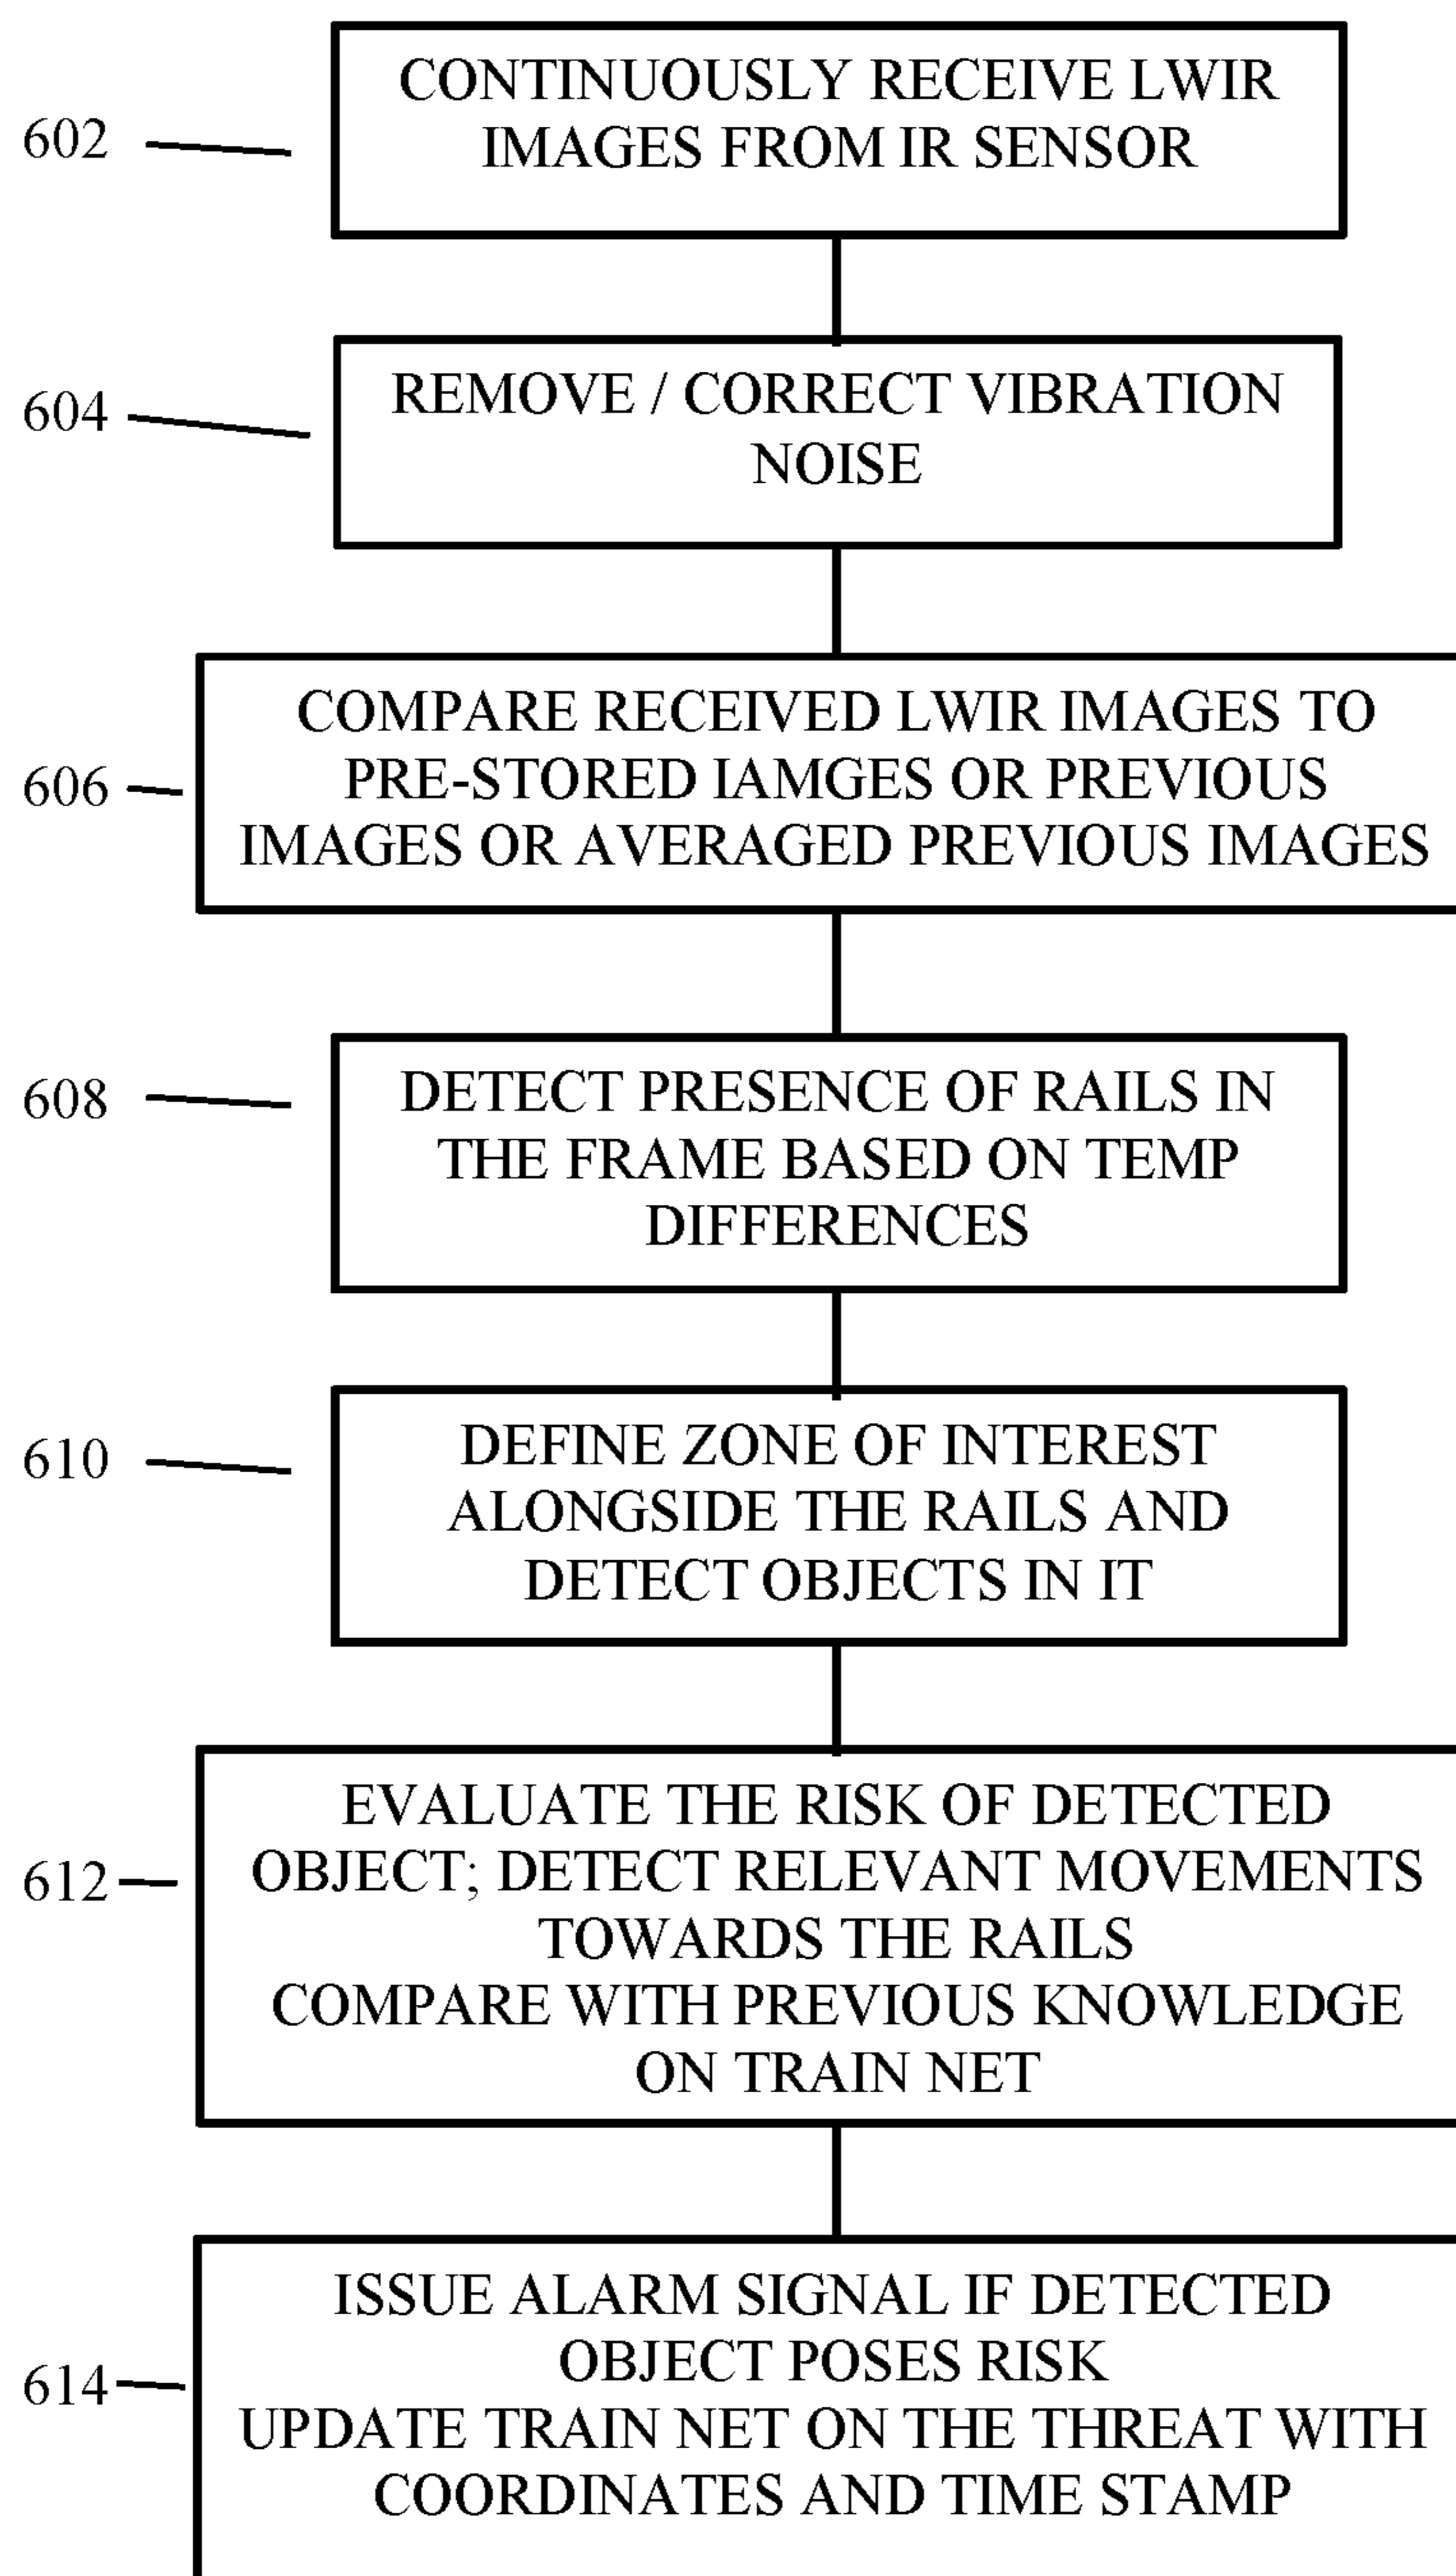 602
CONTINUOUSLY RECEIVE LWIR
IMAGES FROM IR SENSOR
604
REMOVE / CORRECT VIBRATION
NOISE
606
COMPARE RECEIVED LWIR IMAGES TO
PRE-STORED IAMGES OR PREVIOUS
IMAGES OR AVERAGED PREVIOUS IMAGES
608
DETECT PRESENCE OF RAILS IN
THE FRAME BASED ON TEMP
DIFFERENCES
610
DEFINE ZONE OF INTEREST
ALONGSIDE THE RAILS AND
DETECT OBJECTS IN IT
612
EVALUATE THE RISK OF DETECTED
OBJECT; DETECT RELEVANT MOVEMENTS
TOWARDS THE RAILS
COMPARE WITH PREVIOUS KNOWLEDGE
ON TRAIN NET
614
ISSUE ALARM SIGNAL IF DETECTED
OBJECT POSES RISK
UPDATE TRAIN NET ON THE THREAT WITH
COORDINATES AND TIME STAMP